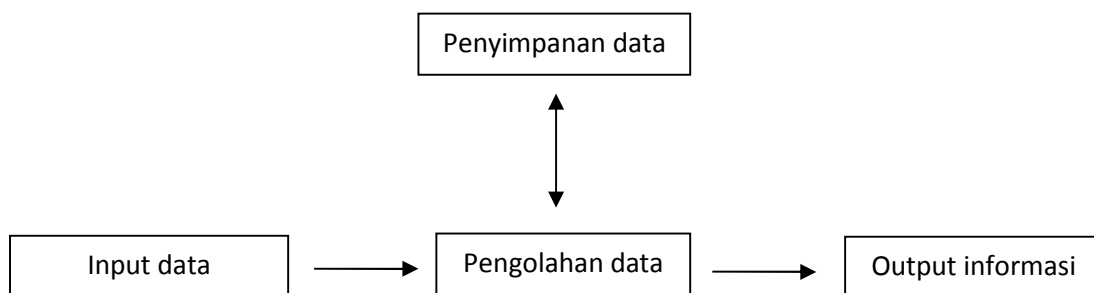 Penyimpanan data
Input data
Pengolahan data
Output informasi